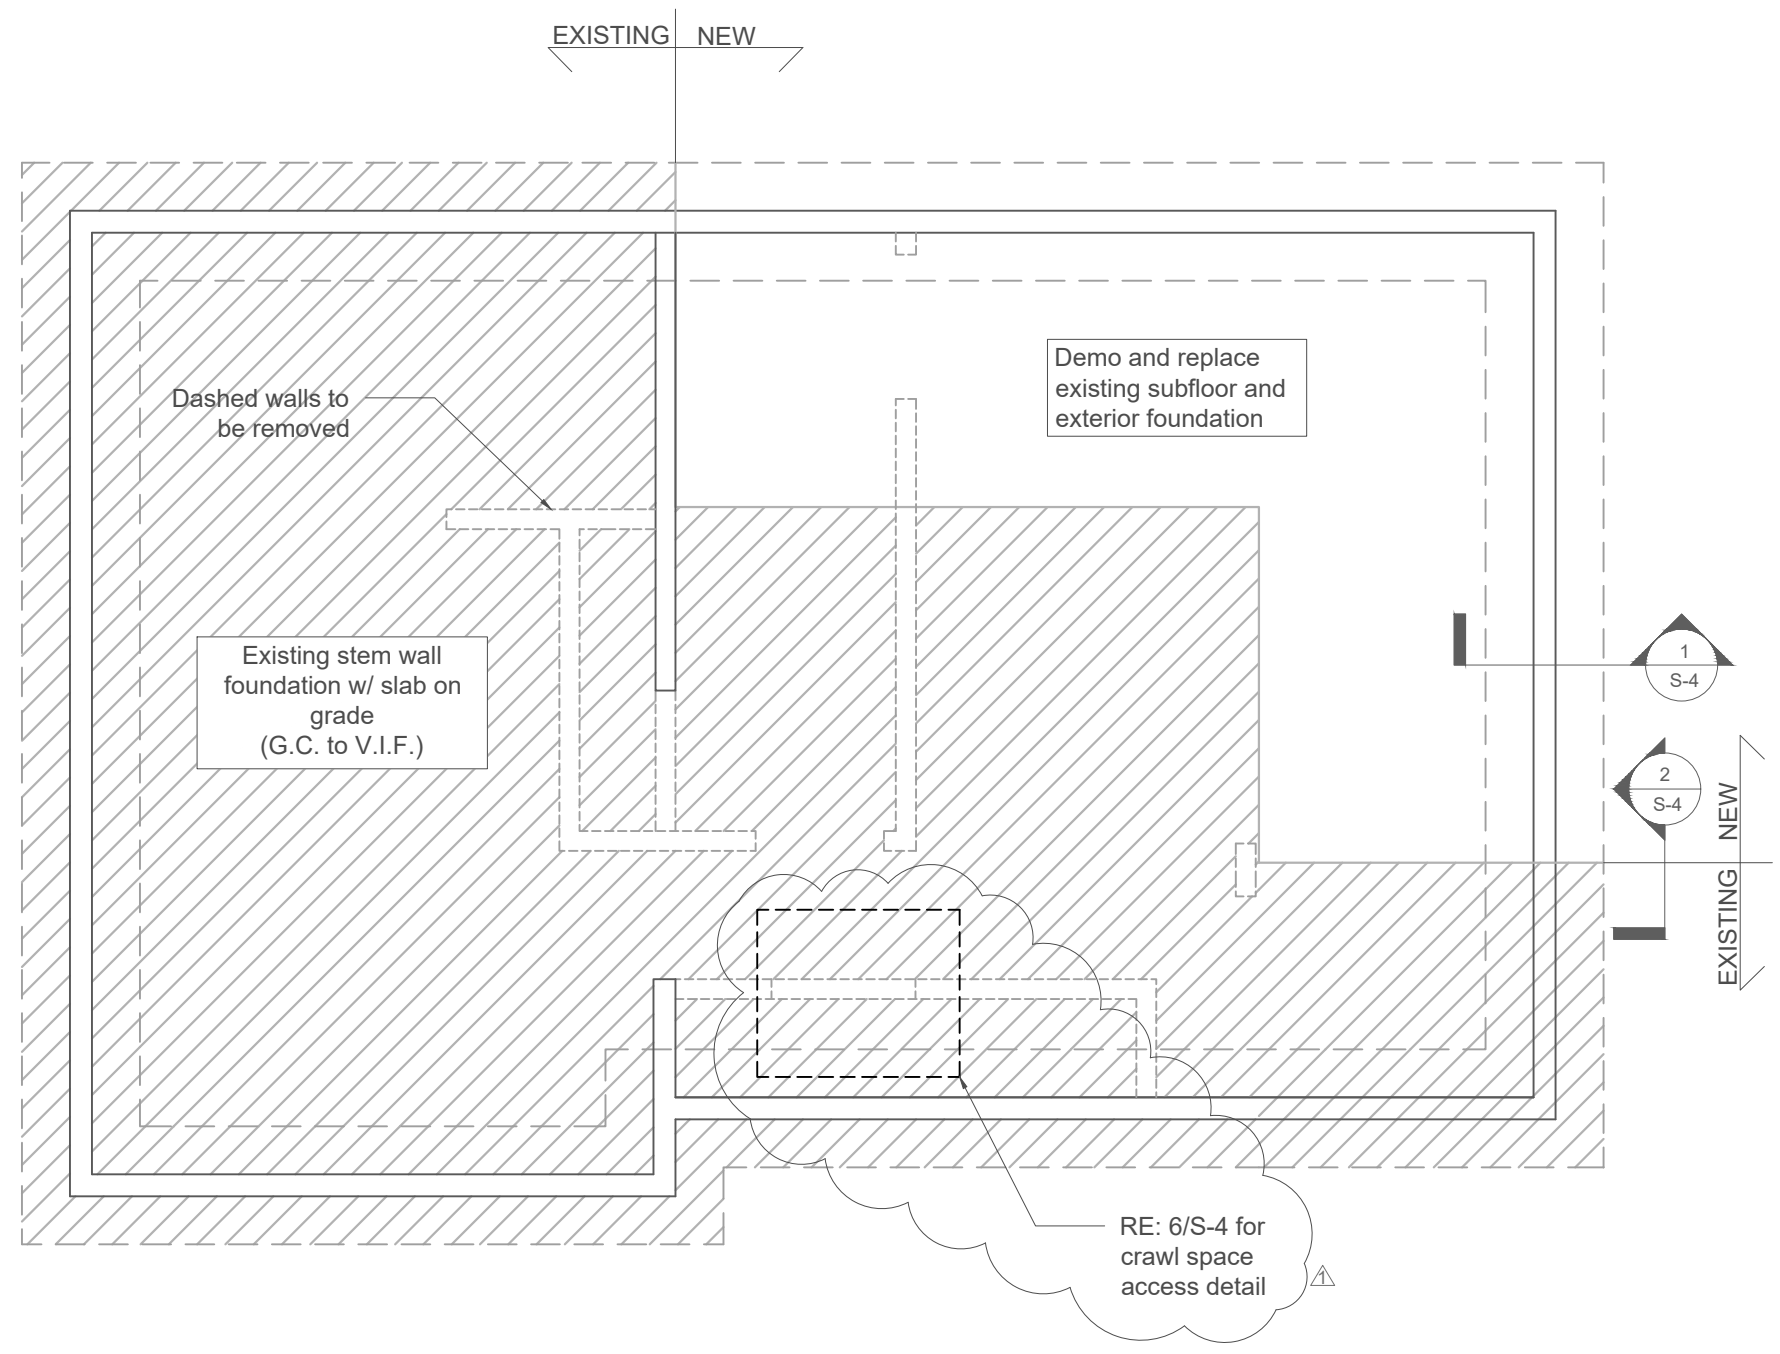 EXISTING NEW
Demo and replace
existing subfloor and
exterior foundation
Dashed walls to
be removed
Existing stem wall
foundation w/ slab on
grade
(G.C. to V.I.F.)
1
S-4
2
S-4
NEW
EXISTING
RE: 6/S-4 for
crawl space
access detail
1